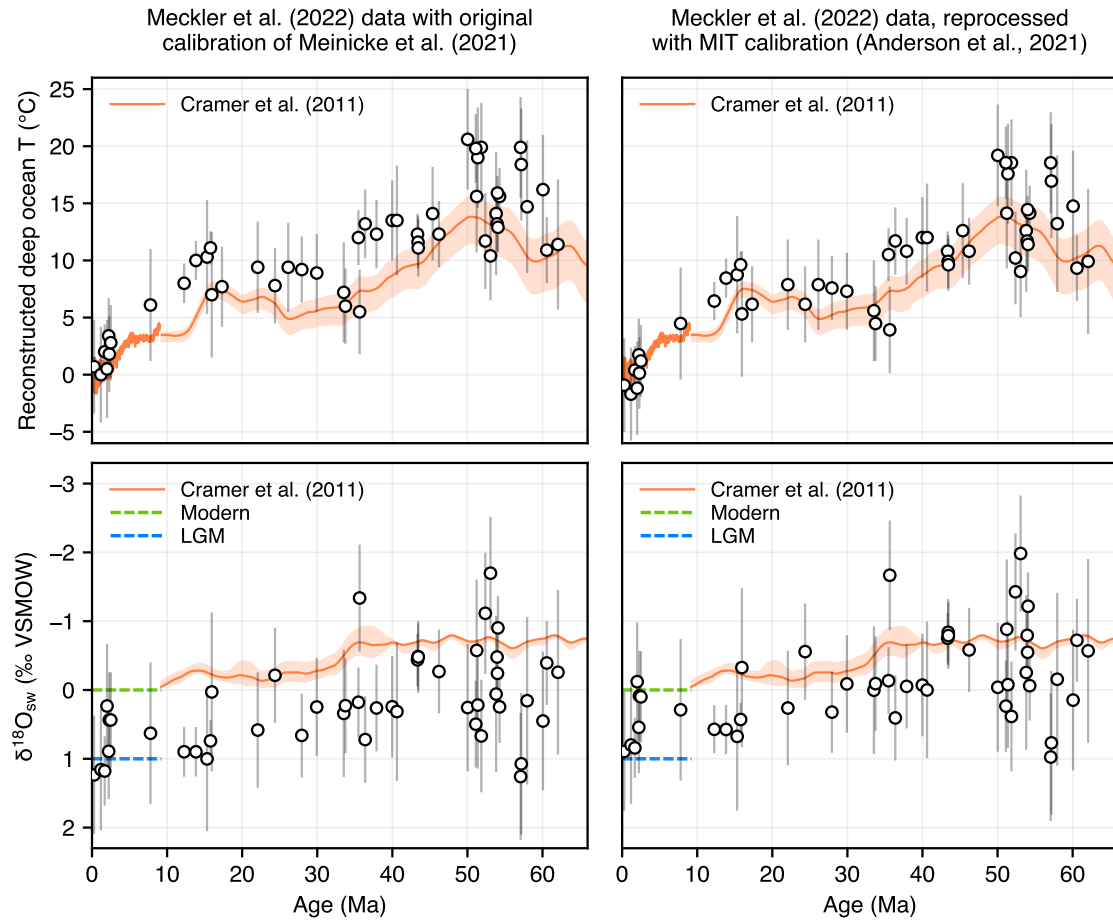 Meckler et al. (2022) data with original
calibration of Meinicke et al. (2021)
Meckler et al. (2022) data, reprocessed
with MIT calibration (Anderson et al., 2021)
Reconstructed deep ocean T (°C)
25
20
15
10
5
0
−5
Cramer et al. (2011)
Cramer et al. (2011)
δ¹⁸O_sw (‰ VSMOW)
−3
−2
−1
0
1
2
Cramer et al. (2011)
Modern
LGM
Cramer et al. (2011)
Modern
LGM
0 10 20 30 40 50 60
0 10 20 30 40 50 60
Age (Ma)
Age (Ma)